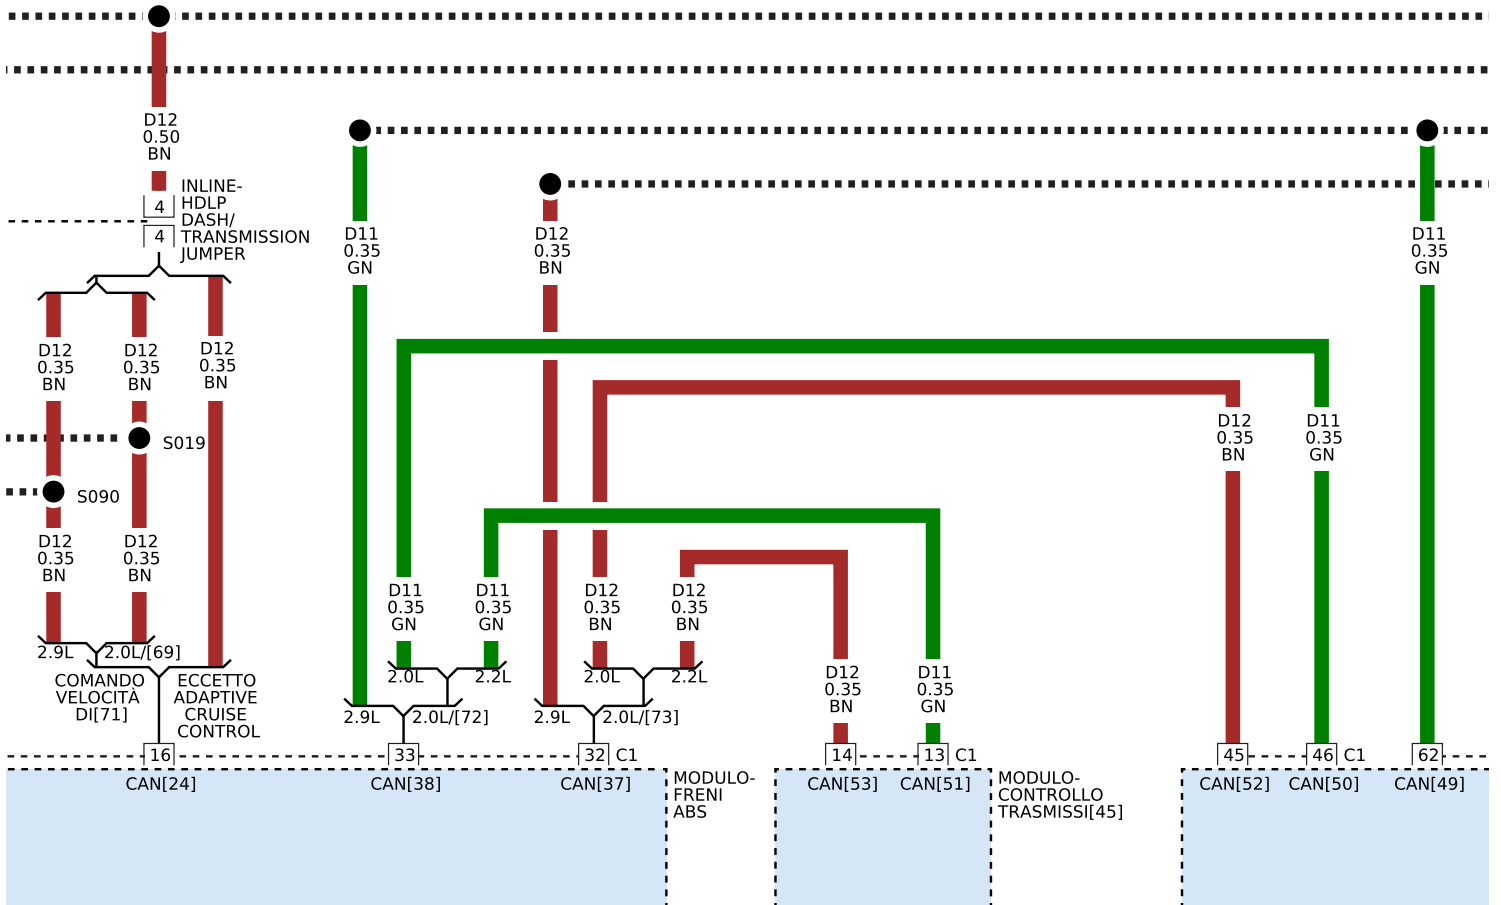 D12
0.50
BN
INLINE-
HDLP
DASH/
TRANSMISSION
JUMPER
4
4
D11
0.35
GN
D12
0.35
BN
D11
0.35
GN
D12
0.35
BN
D12
0.35
BN
D12
0.35
BN
D12
0.35
BN
D11
0.35
GN
S019
S090
D12
0.35
BN
D12
0.35
BN
D11
0.35
GN
D11
0.35
GN
D12
0.35
BN
D12
0.35
BN
2.9L
2.0L/[69]
COMANDO
VELOCITÀ
DI[71]
ECCETTO
ADAPTIVE
CRUISE
CONTROL
2.0L
2.2L
2.0L
2.2L
D12
0.35
BN
D11
0.35
GN
2.9L
2.0L/[72]
2.9L
2.0L/[73]
16
33
32
C1
14
13
C1
45
46
C1
62
CAN[24]
CAN[38]
CAN[37]
MODULO-
FRENI
ABS
CAN[53]
CAN[51]
MODULO-
CONTROLLO
TRASMISSI[45]
CAN[52]
CAN[50]
CAN[49]